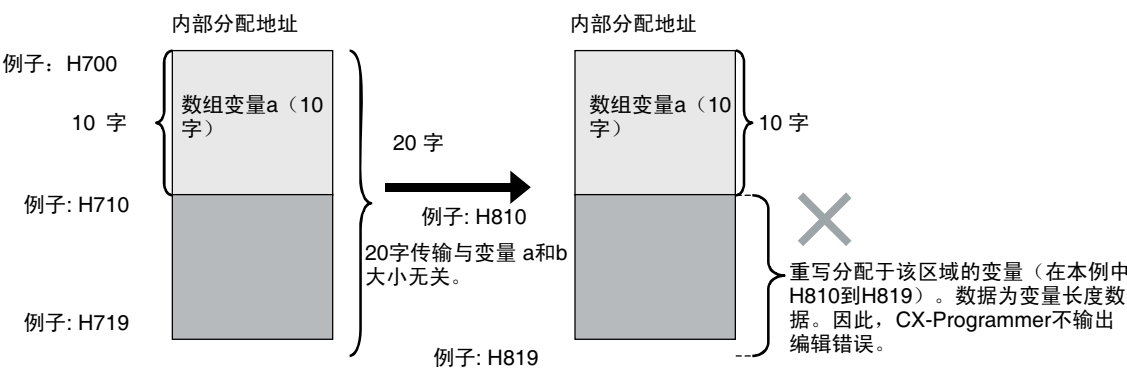 内部分配地址
内部分配地址
例子：H700
数组变量a（10
字）
10 字
20 字
数组变量a（10
字）
10 字
例子: H710
例子: H810
20字传输与变量 a和b
大小无关。
重写分配于该区域的变量（在本例中
H810到H819）。数据为变量长度数
据。因此，CX-Programmer不输出
编辑错误。
例子: H719
例子: H819